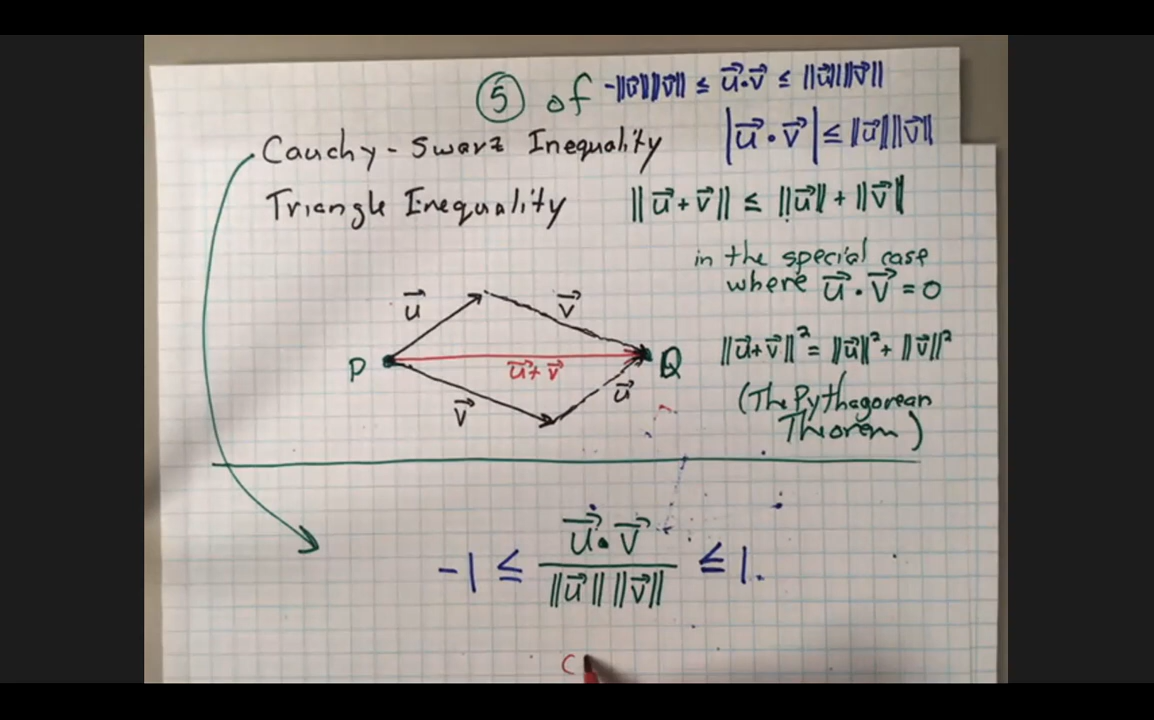 ⑤ of -‖u⃗‖‖v⃗‖ ≤ u⃗·v⃗ ≤ ‖u⃗‖‖v⃗‖
Cauchy-Swarz Inequality |u⃗·v⃗| ≤ ‖u⃗‖‖v⃗‖
Triangle Inequality ‖u⃗+v⃗‖ ≤ ‖u⃗‖+‖v⃗‖
in the special case
where u⃗·v⃗=0
u⃗ v⃗
‖u⃗+v⃗‖²=‖u⃗‖²+‖v⃗‖²
P u⃗+v⃗ Q
v⃗ u⃗
(The Pythagorean
Theorem)
-1 ≤ u⃗·v⃗ / ‖u⃗‖‖v⃗‖ ≤ 1.
C